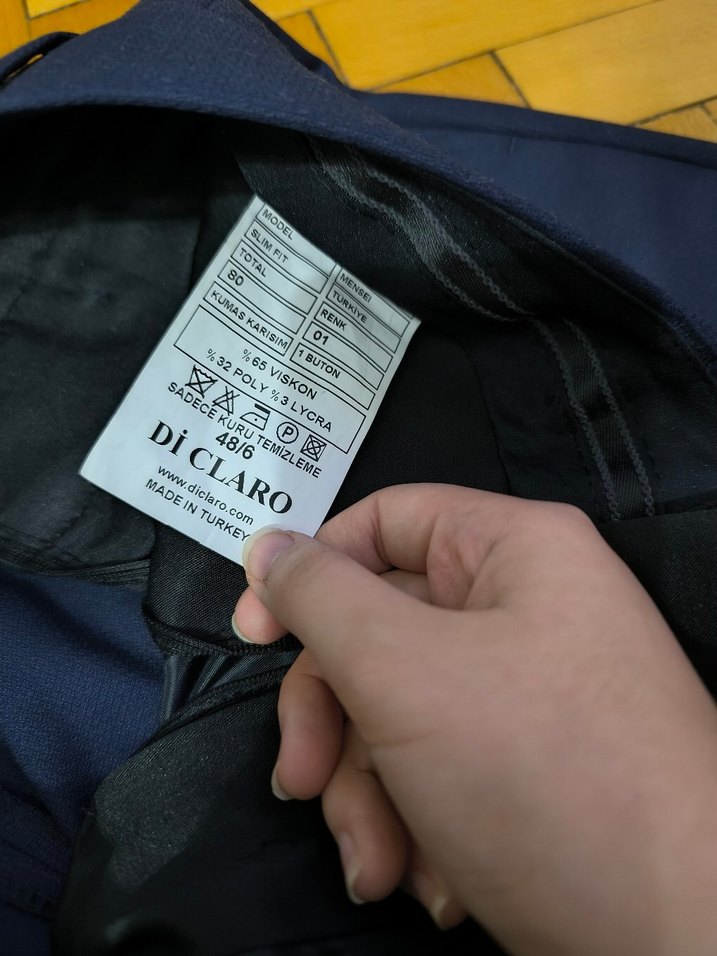 MODEL
SLIM FIT
MENSEİ
TOTAL
TÜRKİYE
80
RENK
KUMAS KARISIM
01
1 BUTON
% 65 VISKON
% 32 POLY % 3 LYCRA
P
SADECE KURU TEMİZLEME
48/6
Dİ CLARO
www.diclaro.com
MADE IN TURKEY